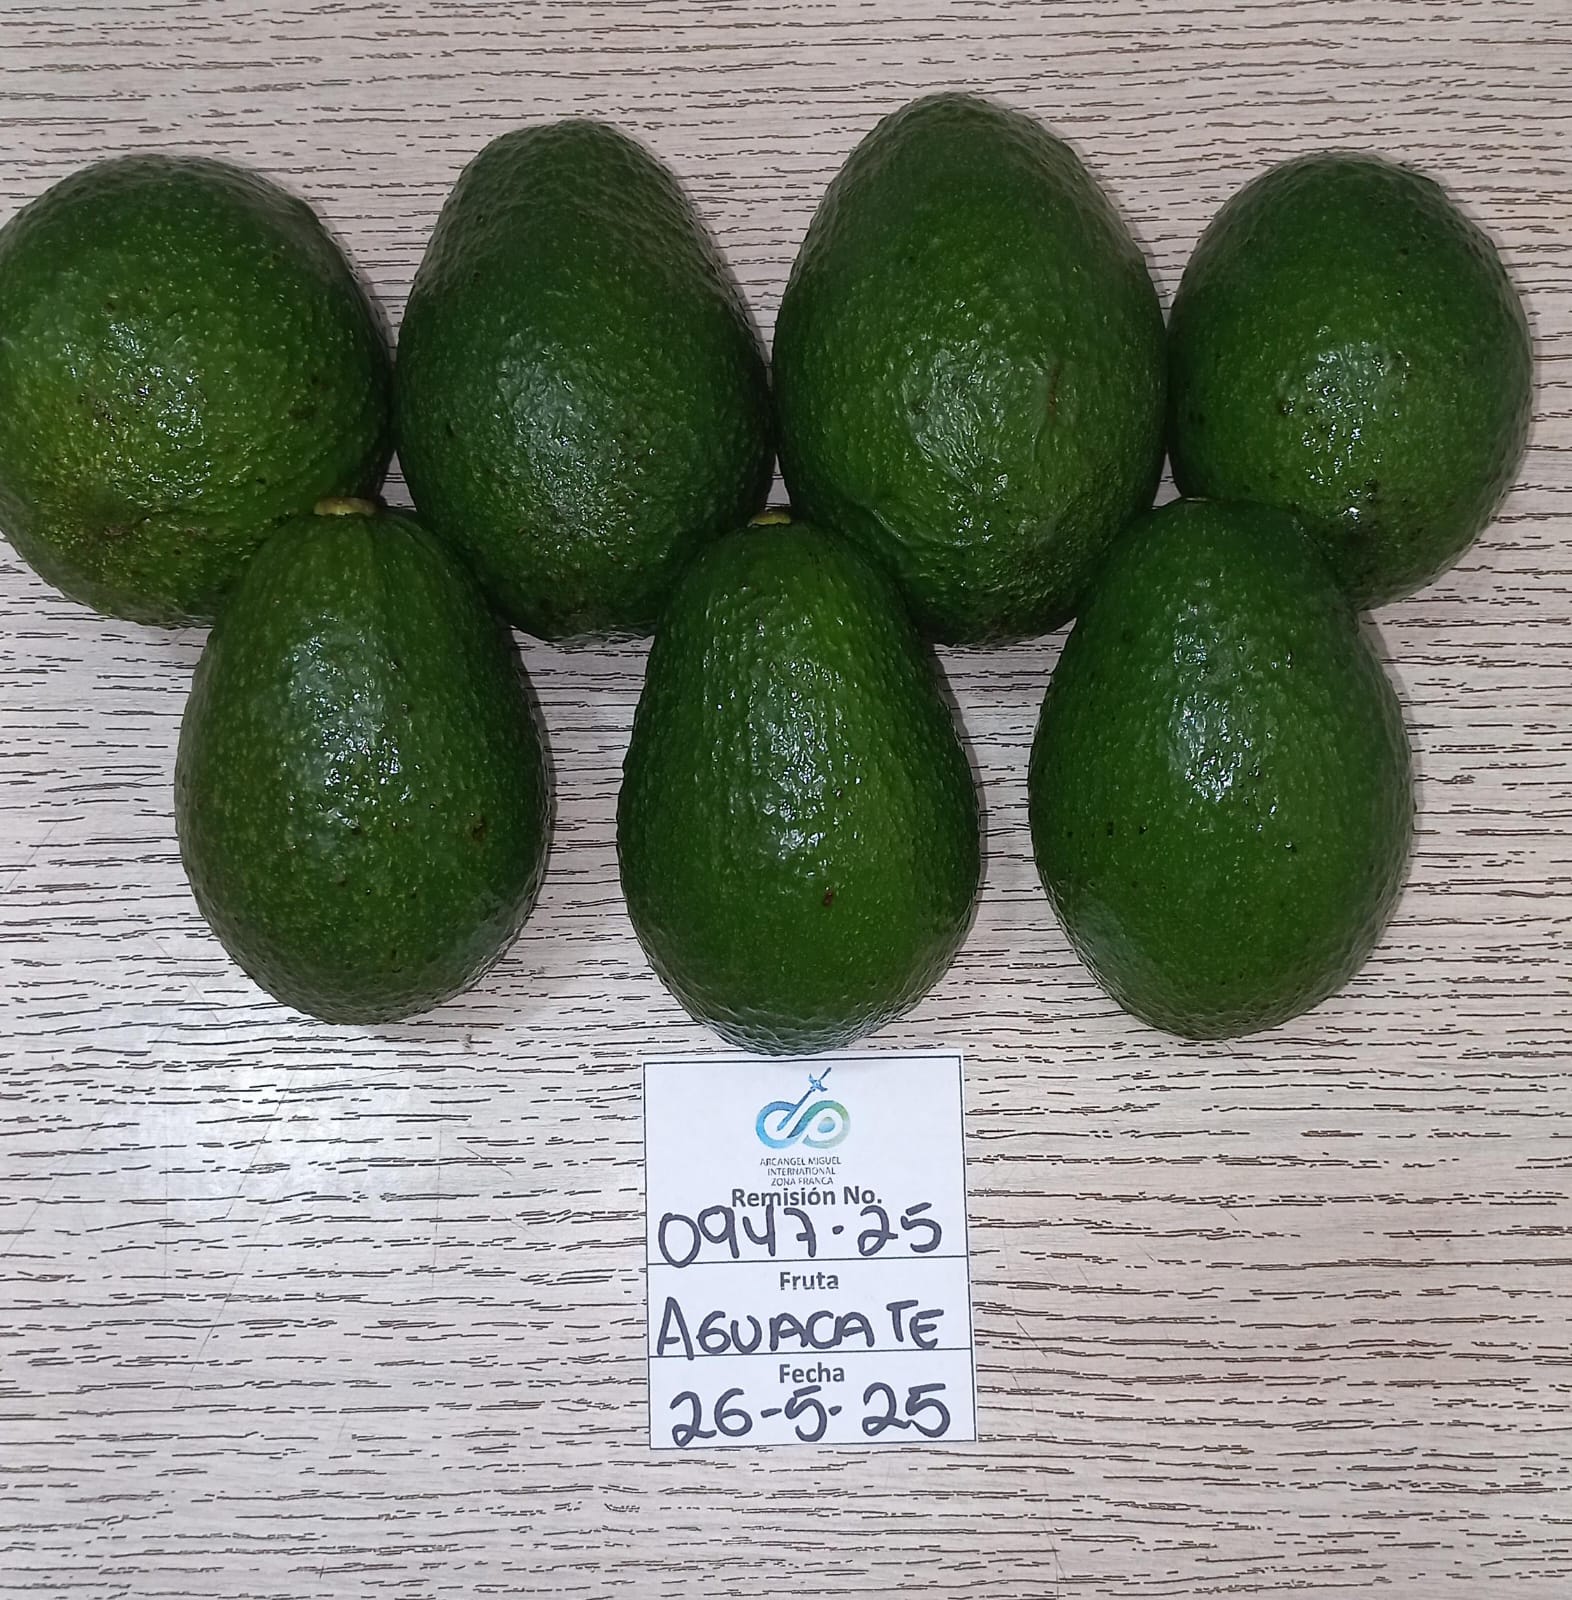 ARCANGEL MIGUEL
INTERNATIONAL
ZONA FRANCA
Remisión No.
0947-25
Fruta
AGUACATE
Fecha
26-5-25